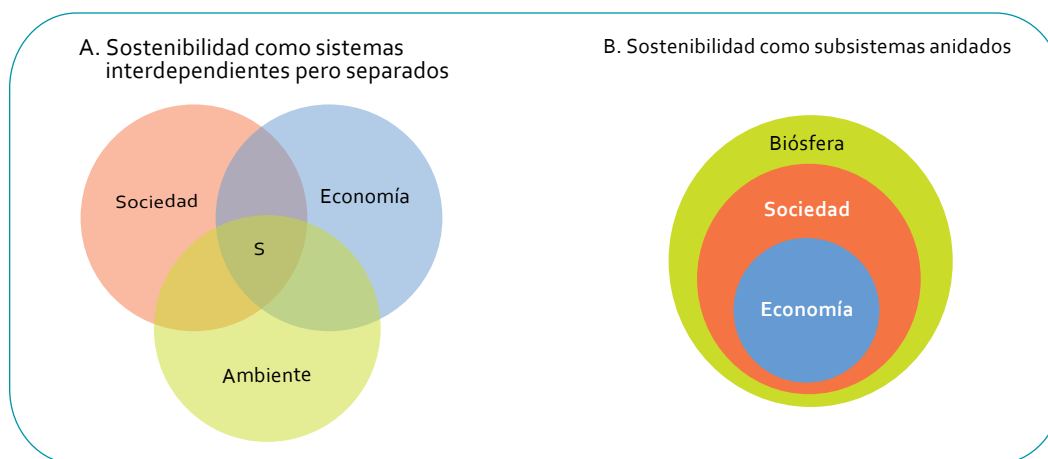 A. Sostenibilidad como sistemas
interdependientes pero separados
Sociedad
Economía
S
Ambiente
B. Sostenibilidad como subsistemas anidados
Biósfera
Sociedad
Economía